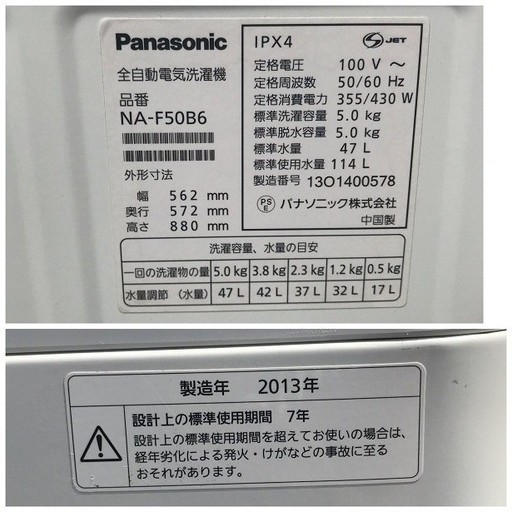 Panasonic
全自動電気洗濯機
品番
NA-F50B6
外形寸法
幅 562 mm
奥行 572 mm
高さ 880 mm
IPX4 S JET
定格電圧 100 V ～
定格周波数 50/60 Hz
定格消費電力 355/430 W
標準洗濯容量 5.0 kg
標準脱水容量 5.0 kg
標準水量 47 L
標準使用水量 114 L
製造番号 13O1400578
PSE パナソニック株式会社
中国製
洗濯容量、水量の目安
一回の洗濯物の量 5.0 kg 3.8 kg 2.3 kg 1.2 kg 0.5 kg
水量調節 (水量) 47 L 42 L 37 L 32 L 17 L
製造年 2013年
設計上の標準使用期間 7年
設計上の標準使用期間を超えてお使いの場合は、
経年劣化による発火・けがなどの事故に至る
おそれがあります。